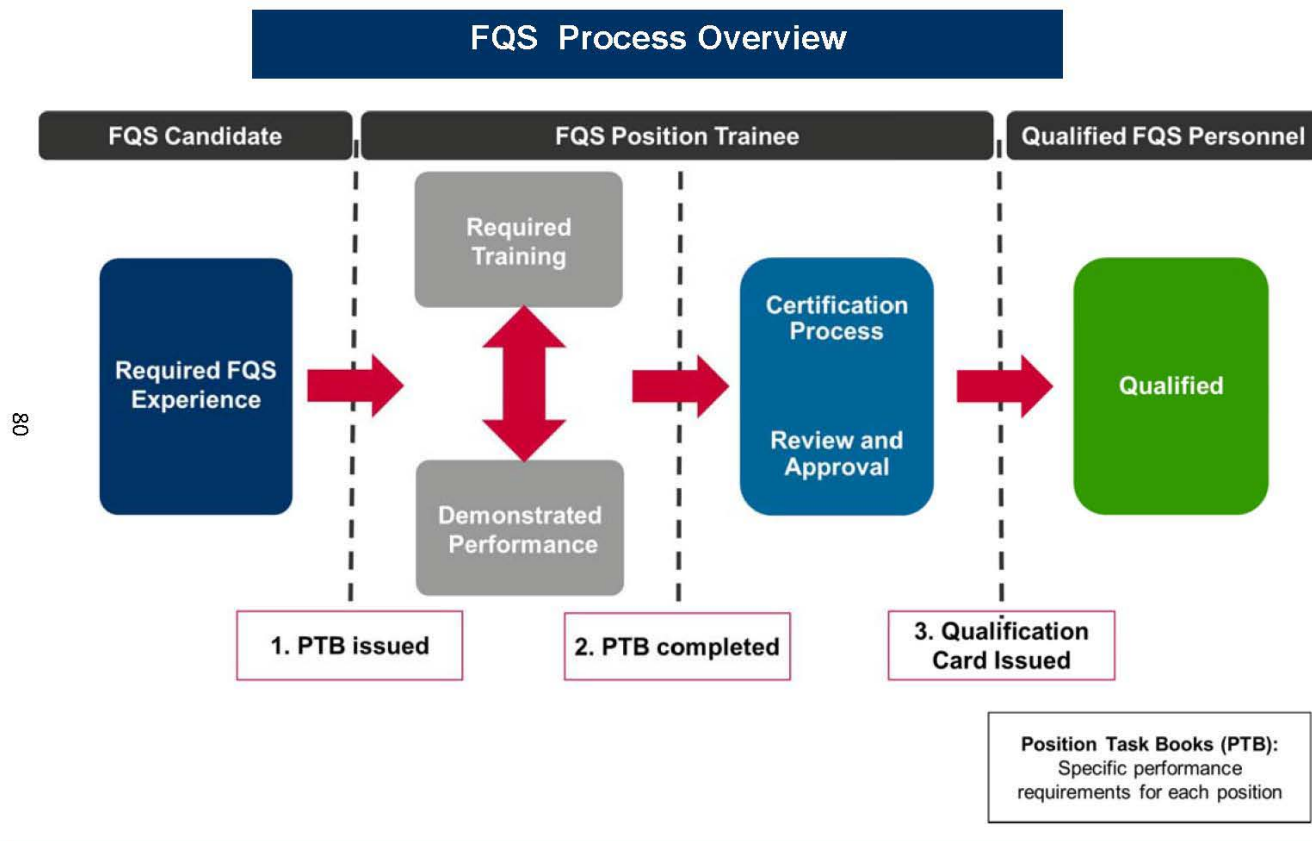 FQS Process Overview
FQS Candidate
FQS Position Trainee
Qualified FQS Personnel
Required
Training
Required FQS
Experience
Certification
Process
Review and
Approval
Qualified
Demonstrated
Performance
80
1. PTB issued
2. PTB completed
3. Qualification
Card Issued
Position Task Books (PTB):
Specific performance
requirements for each position